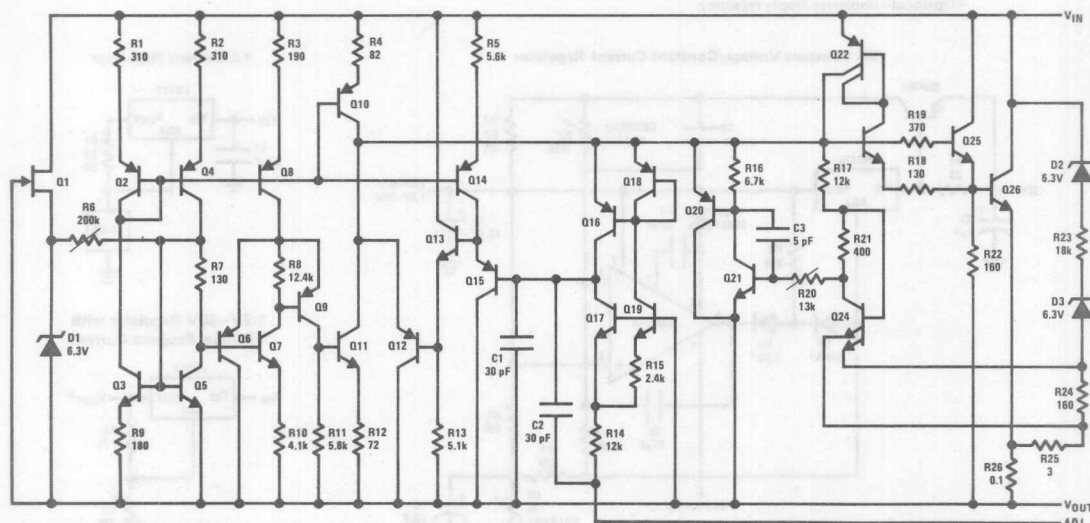 VIN
R1
310
R2
310
R3
190
R4
82
R5
5.6k
Q22
Q10
R19
370
Q25
R18
130
D2
6.3V
Q1
Q2
Q4
Q8
Q14
Q18
R16
6.7k
R17
12k
Q26
R6
200k
Q16
Q20
C3
5 pF
R23
18k
Q13
R21
400
R22
160
R7
130
R8
12.4k
Q15
Q21
R20
13k
D3
6.3V
Q9
Q17
Q19
Q24
D1
6.3V
Q6
Q7
Q11
Q12
C1
30 pF
R15
2.4k
Q3
Q5
R24
160
C2
30 pF
R9
180
R10
4.1k
R11
5.8k
R12
72
R13
5.1k
R14
12k
R26
0.1
R25
3